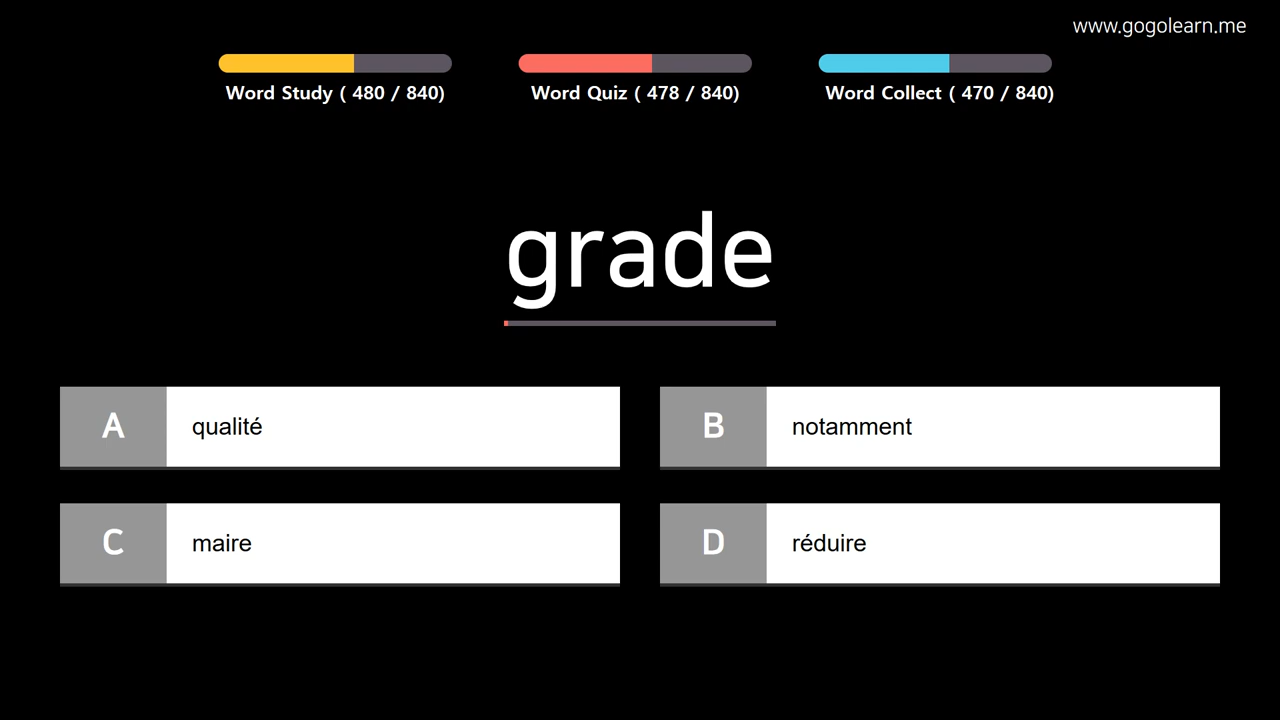 www.gogolearn.me
Word Study ( 480 / 840)
Word Quiz ( 478 / 840)
Word Collect ( 470 / 840)
grade
A qualité
B notamment
C maire
D réduire